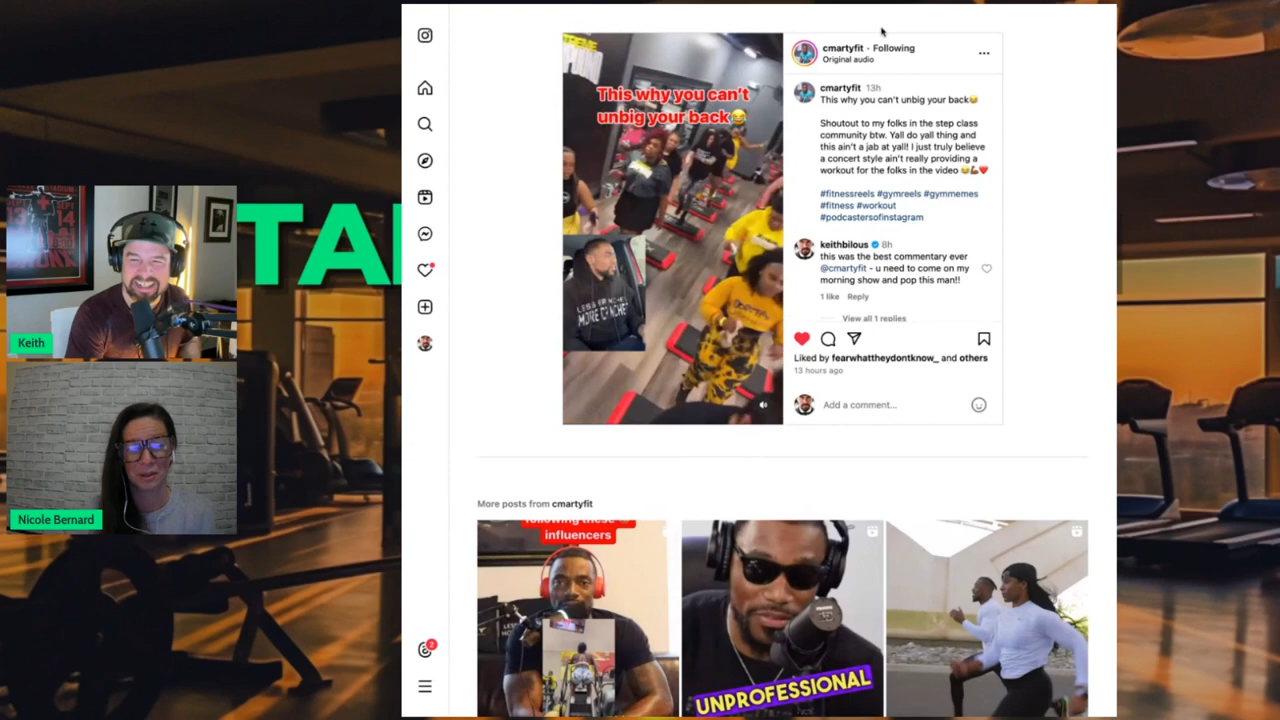 TA
Keith
Nicole Bernard
This why you can't
unbig your back😂
cmartyfit • Following
Original audio
cmartyfit 13h
This why you can't unbig your back😂
Shoutout to my folks in the step class
community btw. Yall do yall thing and
this ain't a jab at yall! I just truly believe
a concert style ain't really providing a
workout for the folks in the video 😂💪🏾❤️
#fitnessreels #gymreels #gymmemes
#fitness #workout
#podcastersofinstagram
keithbilous 8h
this was the best commentary ever
@cmartyfit - u need to come on my
morning show and pop this man!!
1 like Reply
View all 1 replies
Liked by fearwhattheydontknow_ and others
13 hours ago
Add a comment...
More posts from cmartyfit
following these
influencers
UNPROFESSIONAL
2